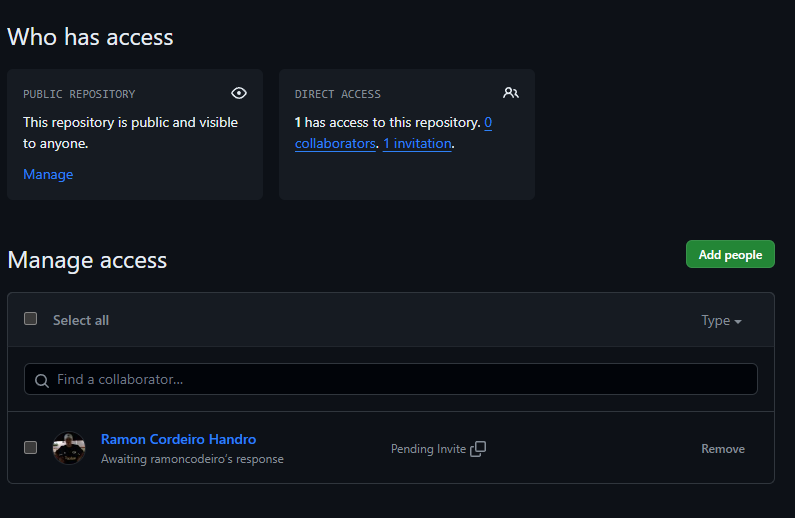 Who has access
PUBLIC REPOSITORY
This repository is public and visible
to anyone.
Manage
DIRECT ACCESS
1 has access to this repository. 0
collaborators. 1 invitation.
Manage access
Add people
Select all
Type
Find a collaborator...
Ramon Cordeiro Handro
Awaiting ramoncodeiro's response
Pending Invite
Remove